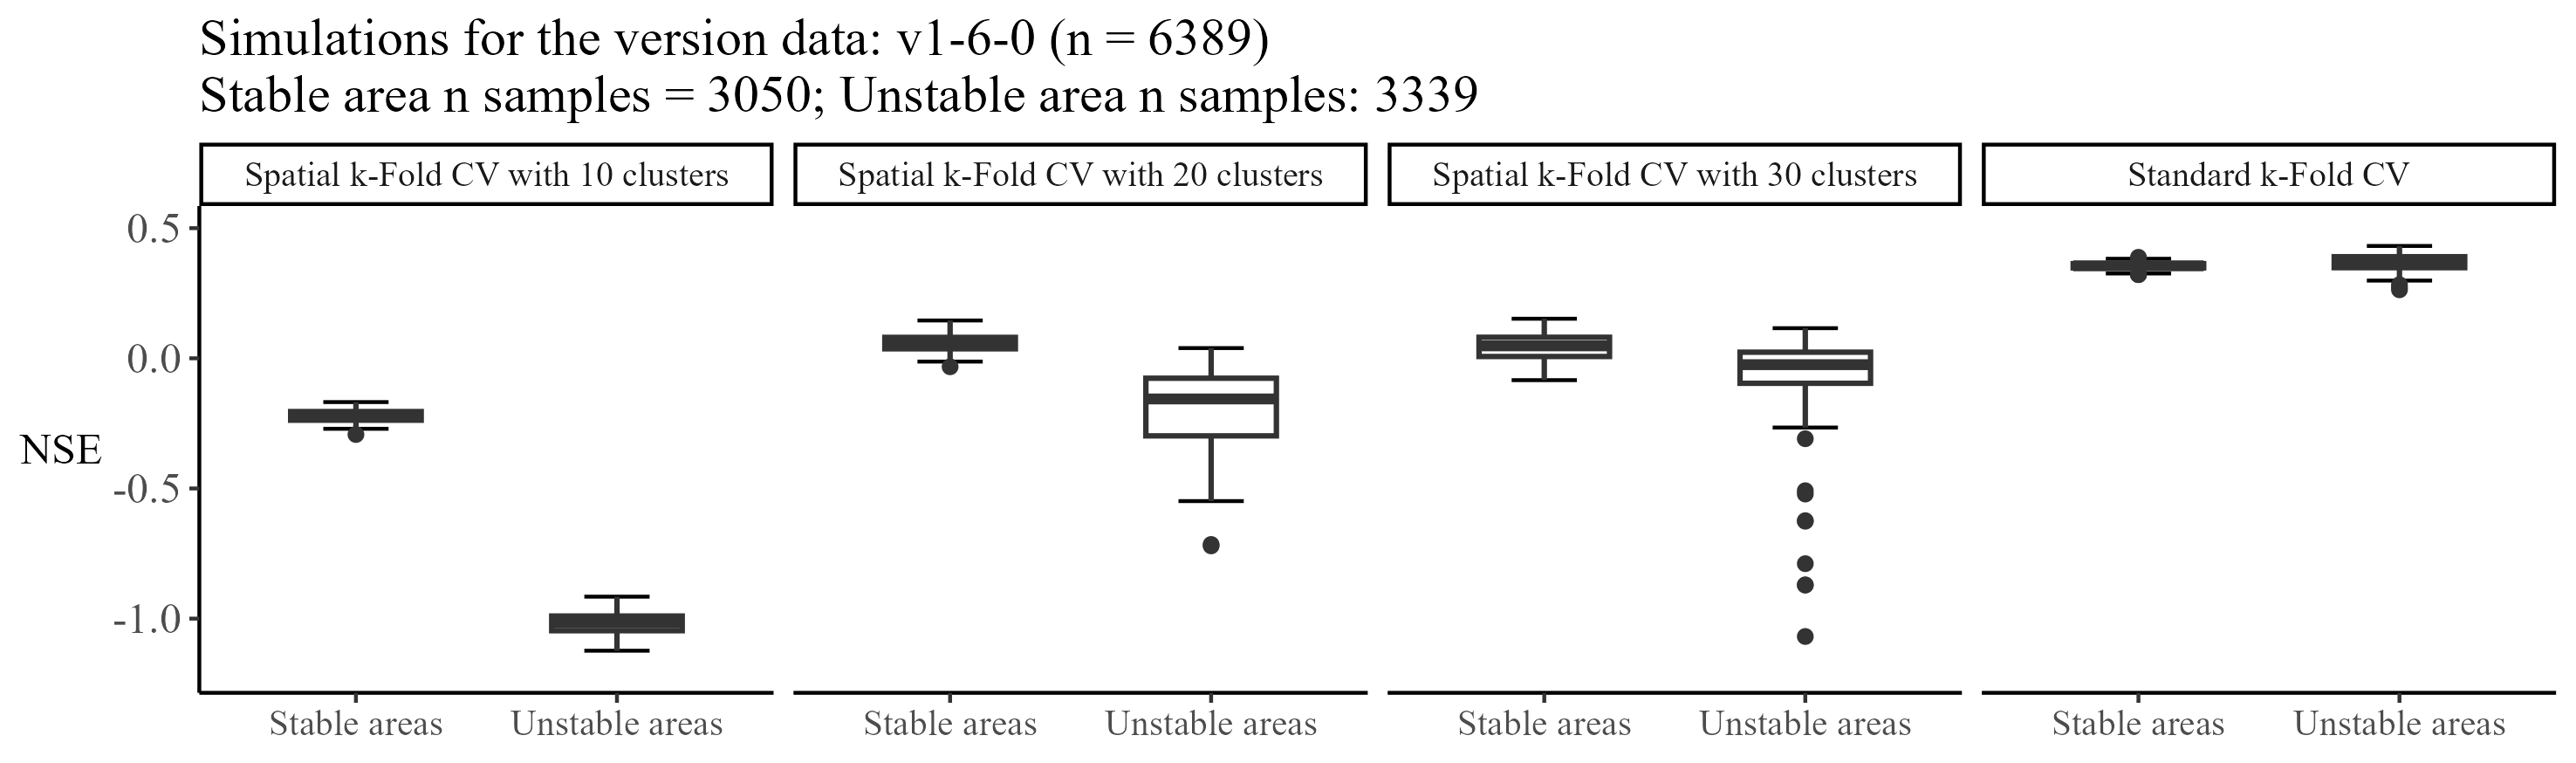 Simulations for the version data: v1-6-0 (n = 6389)
Stable area n samples = 3050; Unstable area n samples: 3339
Spatial k-Fold CV with 10 clusters
Spatial k-Fold CV with 20 clusters
Spatial k-Fold CV with 30 clusters
Standard k-Fold CV
NSE
0.5
0.0
-0.5
-1.0
Stable areas
Unstable areas
Stable areas
Unstable areas
Stable areas
Unstable areas
Stable areas
Unstable areas